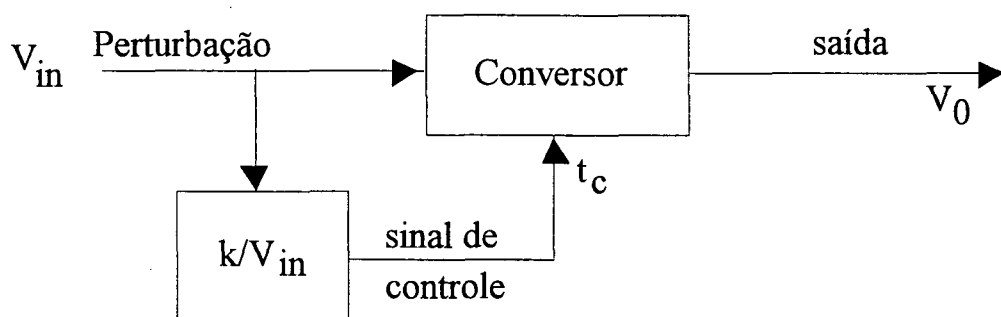 V_in
Perturbação
Conversor
saída
V_0
t_c
k/V_in
sinal de
controle